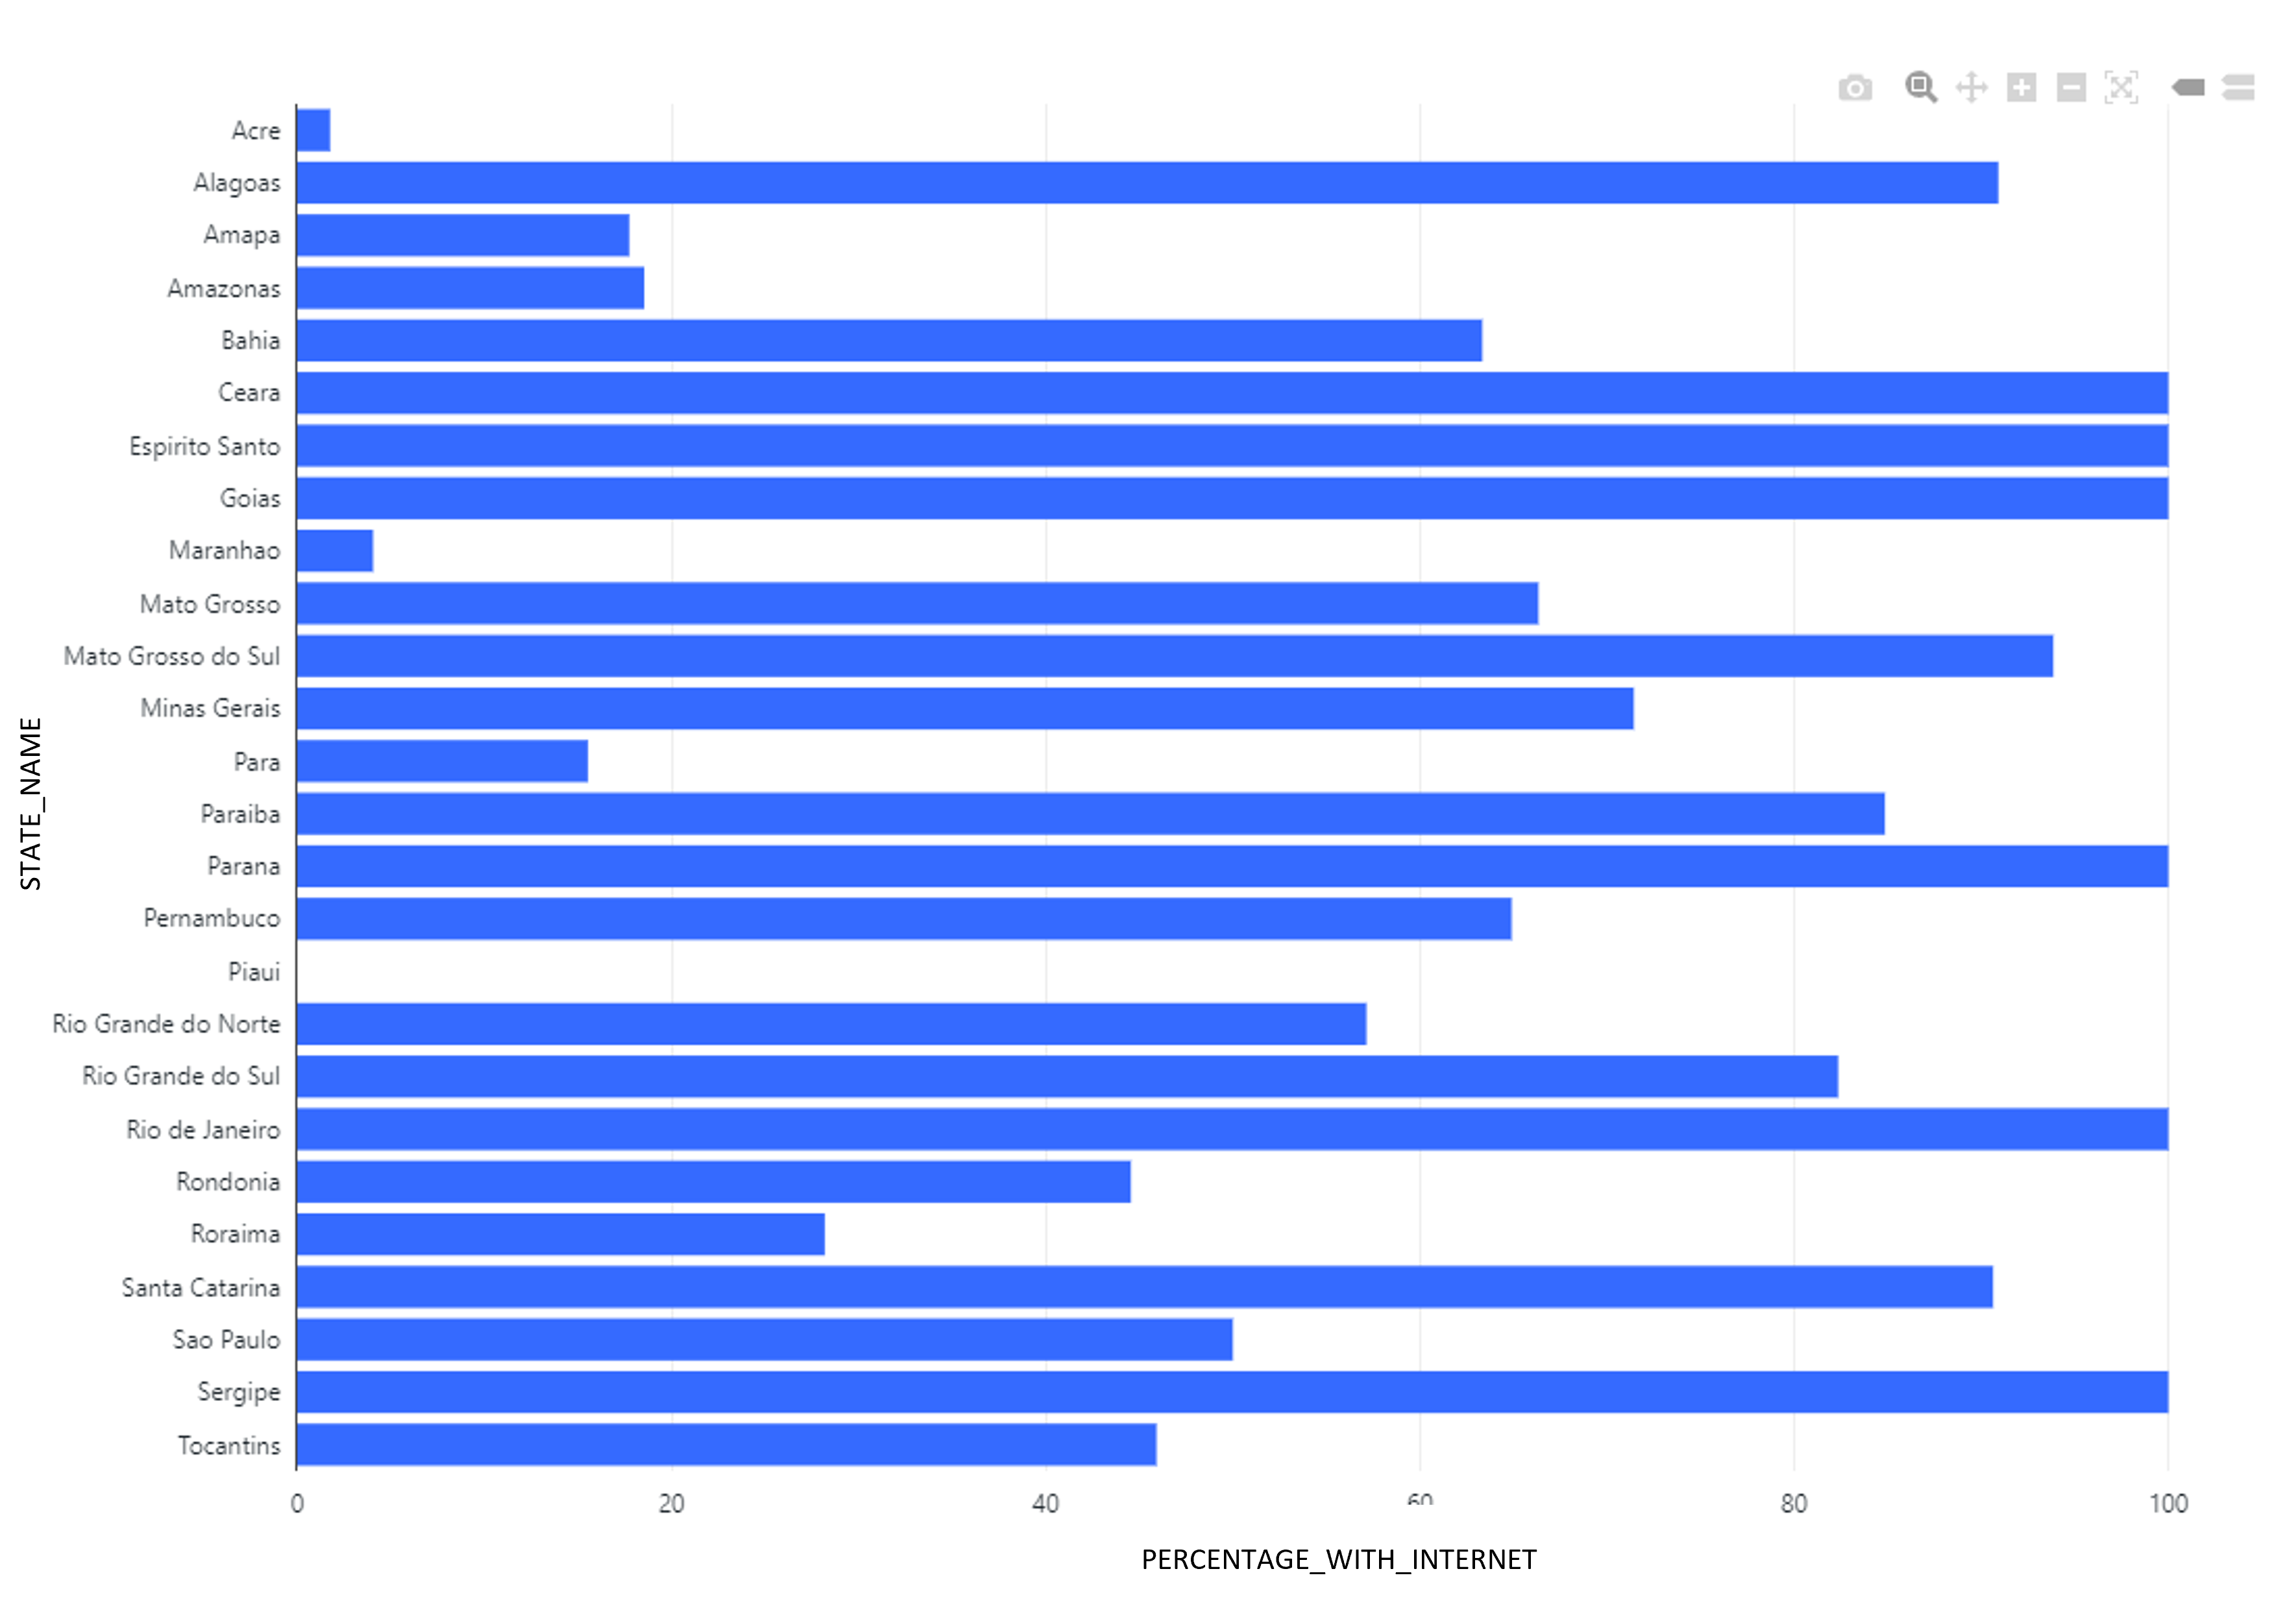 Acre
Alagoas
Amapa
Amazonas
Bahia
Ceara
Espirito Santo
Goias
Maranhao
Mato Grosso
Mato Grosso do Sul
Minas Gerais
Para
Paraiba
Parana
Pernambuco
Piaui
Rio Grande do Norte
Rio Grande do Sul
Rio de Janeiro
Rondonia
Roraima
Santa Catarina
Sao Paulo
Sergipe
Tocantins
STATE_NAME
0 20 40 60 80 100
PERCENTAGE_WITH_INTERNET